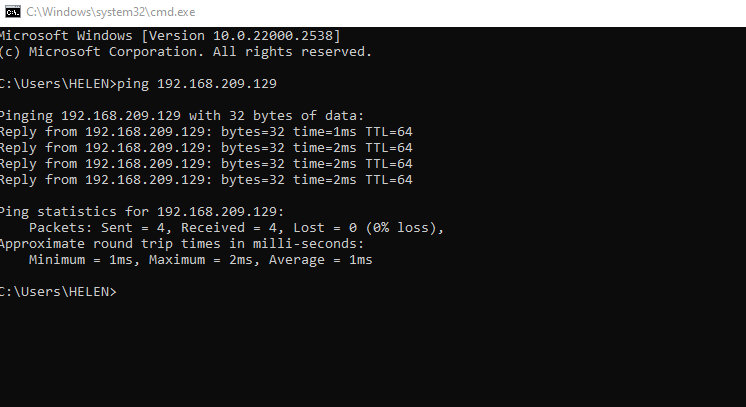 C:\Windows\system32\cmd.exe
Microsoft Windows [Version 10.0.22000.2538]
(c) Microsoft Corporation. All rights reserved.
C:\Users\HELEN>ping 192.168.209.129
Pinging 192.168.209.129 with 32 bytes of data:
Reply from 192.168.209.129: bytes=32 time=1ms TTL=64
Reply from 192.168.209.129: bytes=32 time=2ms TTL=64
Reply from 192.168.209.129: bytes=32 time=2ms TTL=64
Reply from 192.168.209.129: bytes=32 time=2ms TTL=64
Ping statistics for 192.168.209.129:
    Packets: Sent = 4, Received = 4, Lost = 0 (0% loss),
Approximate round trip times in milli-seconds:
    Minimum = 1ms, Maximum = 2ms, Average = 1ms
C:\Users\HELEN>